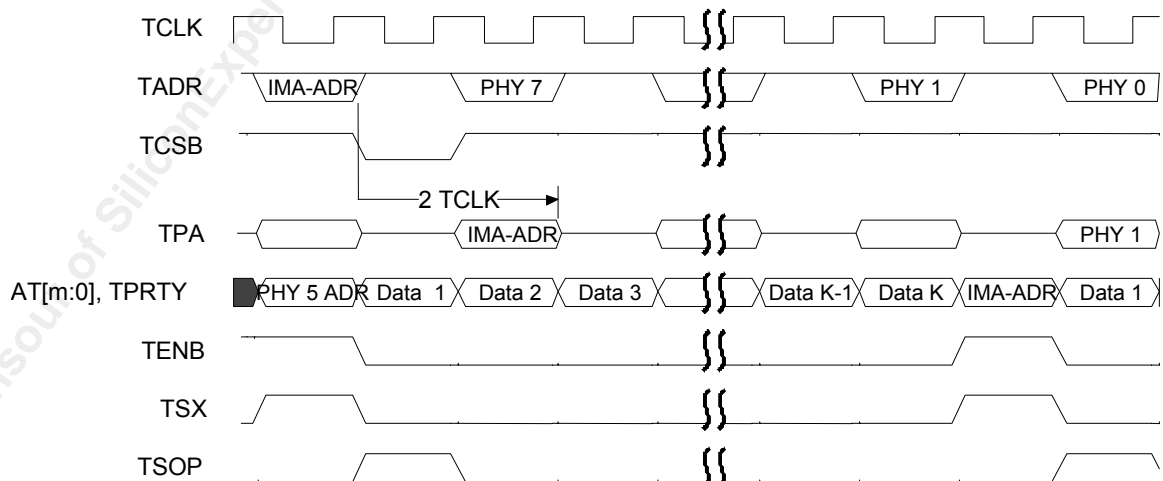 TCLK
TADR IMA-ADR PHY 7 PHY 1 PHY 0
TCSB
2 TCLK
TPA IMA-ADR PHY 1
AT[m:0], TPRTY PHY 5 ADR Data 1 Data 2 Data 3 Data K-1 Data K IMA-ADR Data 1
TENB
TSX
TSOP